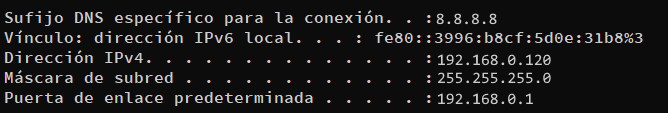 Sufijo DNS específico para la conexión. . :8.8.8.8
Vínculo: dirección IPv6 local. . . : fe80::3996:b8cf:5d0e:31b8%3
Dirección IPv4. . . . . . . . . . . . . . :192.168.0.120
Máscara de subred . . . . . . . . . . . . :255.255.255.0
Puerta de enlace predeterminada . . . . . :192.168.0.1